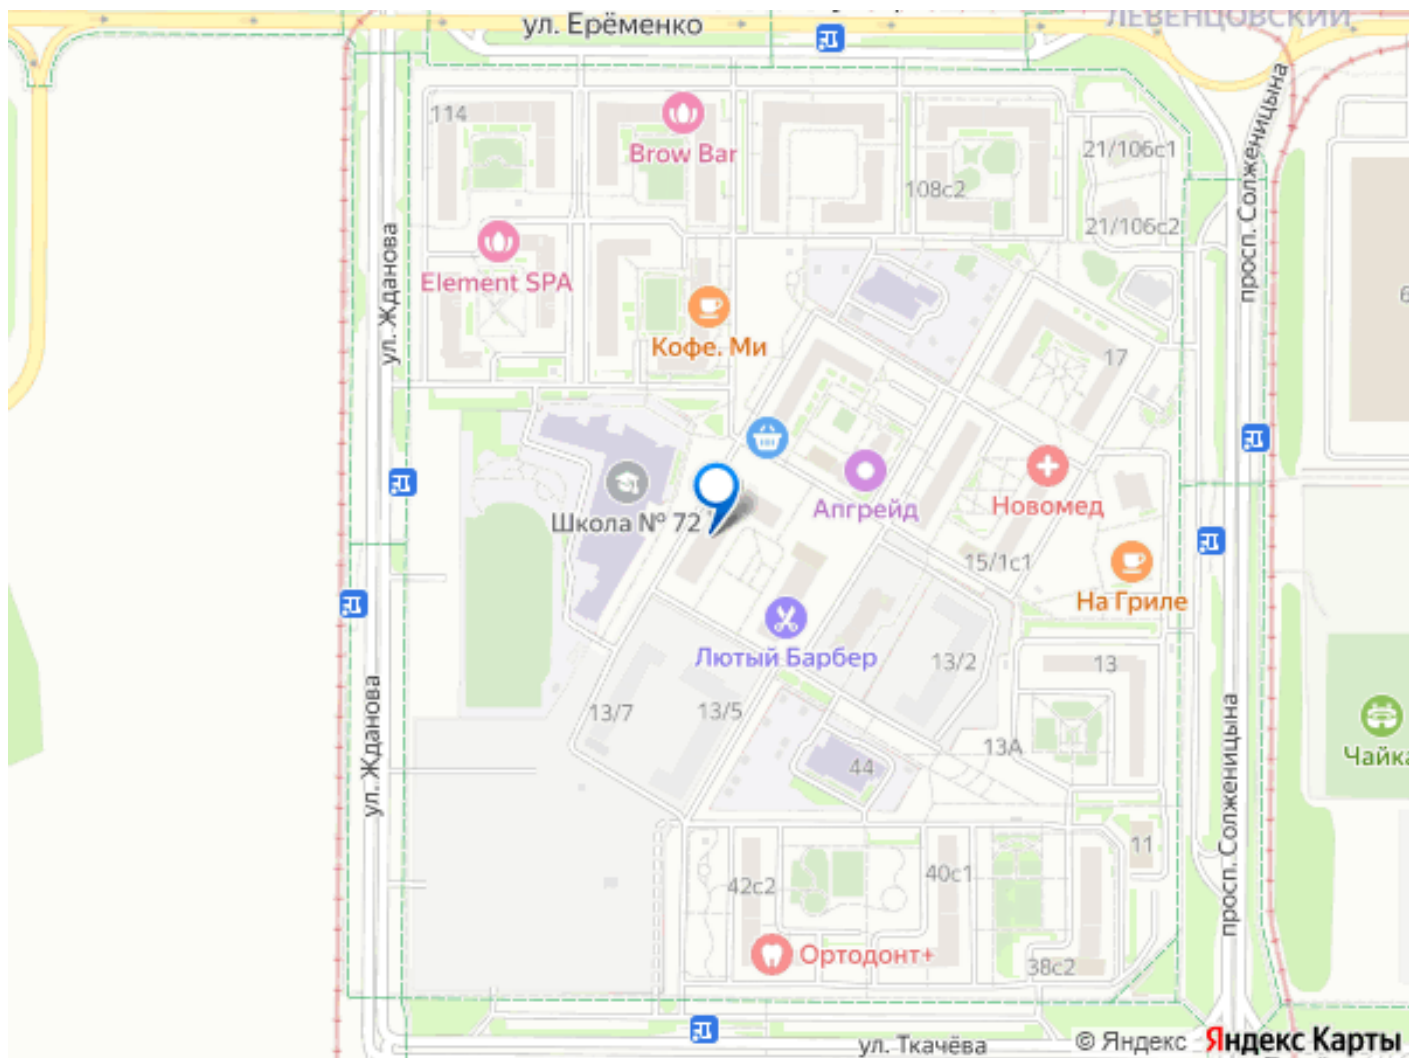 ул. Ерёменко
ЛЕВЕНЦОВСКИЙ
114
Brow Bar
21/106с1
108с2
21/106с2
просп. Солженицына
ул. Жданова
Element SPA
6
Кофе. Ми
17
Школа № 72
Апгрейд
Новомед
15/1с1
На Гриле
Лютый Барбер
13/2
13
13/7
13/5
13А
ул. Жданова
просп. Солженицына
44
Чайка
11
42с2
40с1
Ортодонт+
38с2
ул. Ткачёва
© Яндекс Яндекс Карты